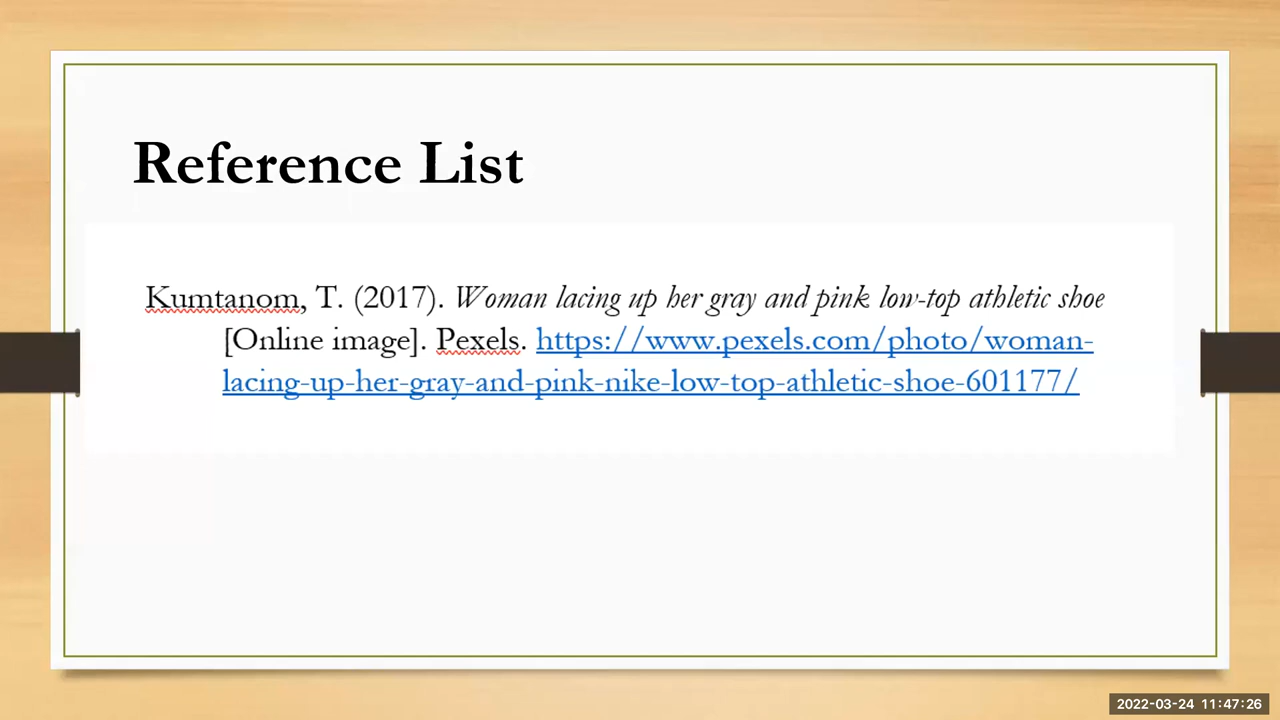 Reference List
Kumtanom, T. (2017). Woman lacing up her gray and pink low-top athletic shoe
[Online image]. Pexels. https://www.pexels.com/photo/woman-
lacing-up-her-gray-and-pink-nike-low-top-athletic-shoe-601177/
2022-03-24 11:47:26